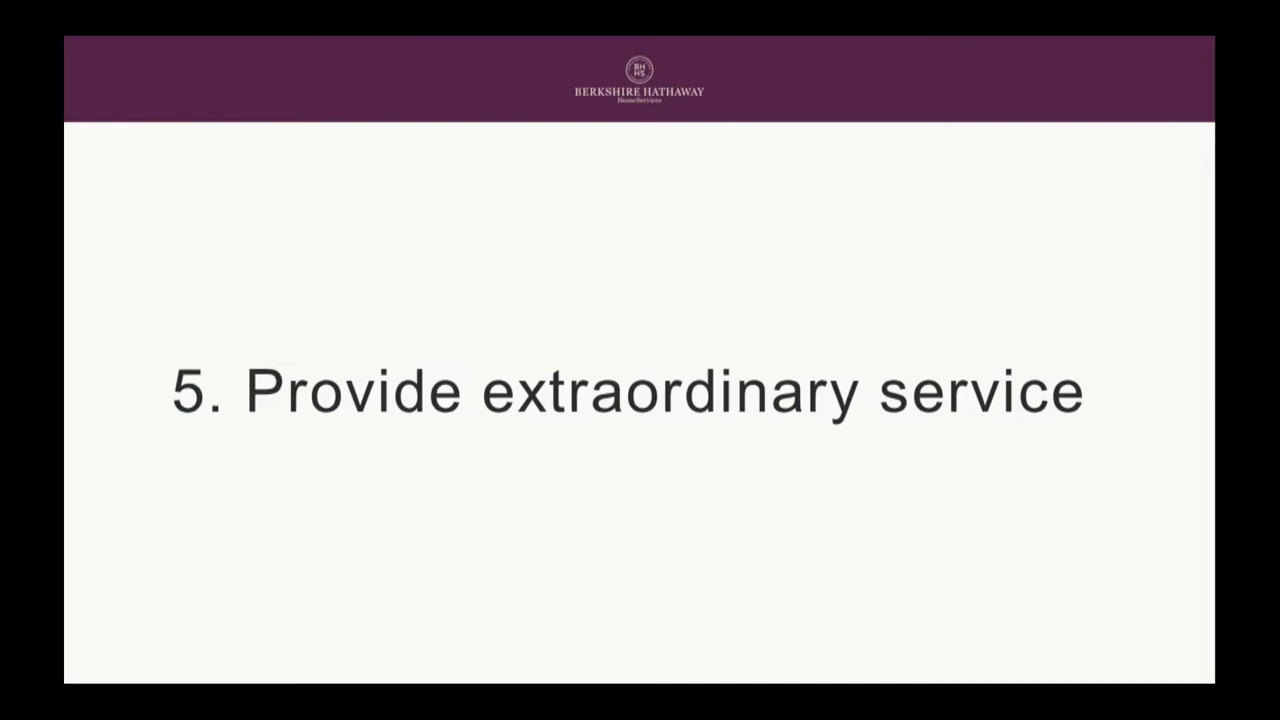 BH
HS
BERKSHIRE HATHAWAY
HomeServices
5. Provide extraordinary service